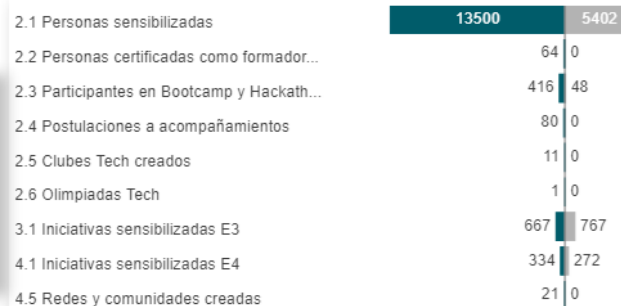 2.1 Personas sensibilizadas 13500 5402
2.2 Personas certificadas como formador... 64 0
2.3 Participantes en Bootcamp y Hackath... 416 48
2.4 Postulaciones a acompañamientos 80 0
2.5 Clubes Tech creados 11 0
2.6 Olimpiadas Tech 1 0
3.1 Iniciativas sensibilizadas E3 667 767
4.1 Iniciativas sensibilizadas E4 334 272
4.5 Redes y comunidades creadas 21 0